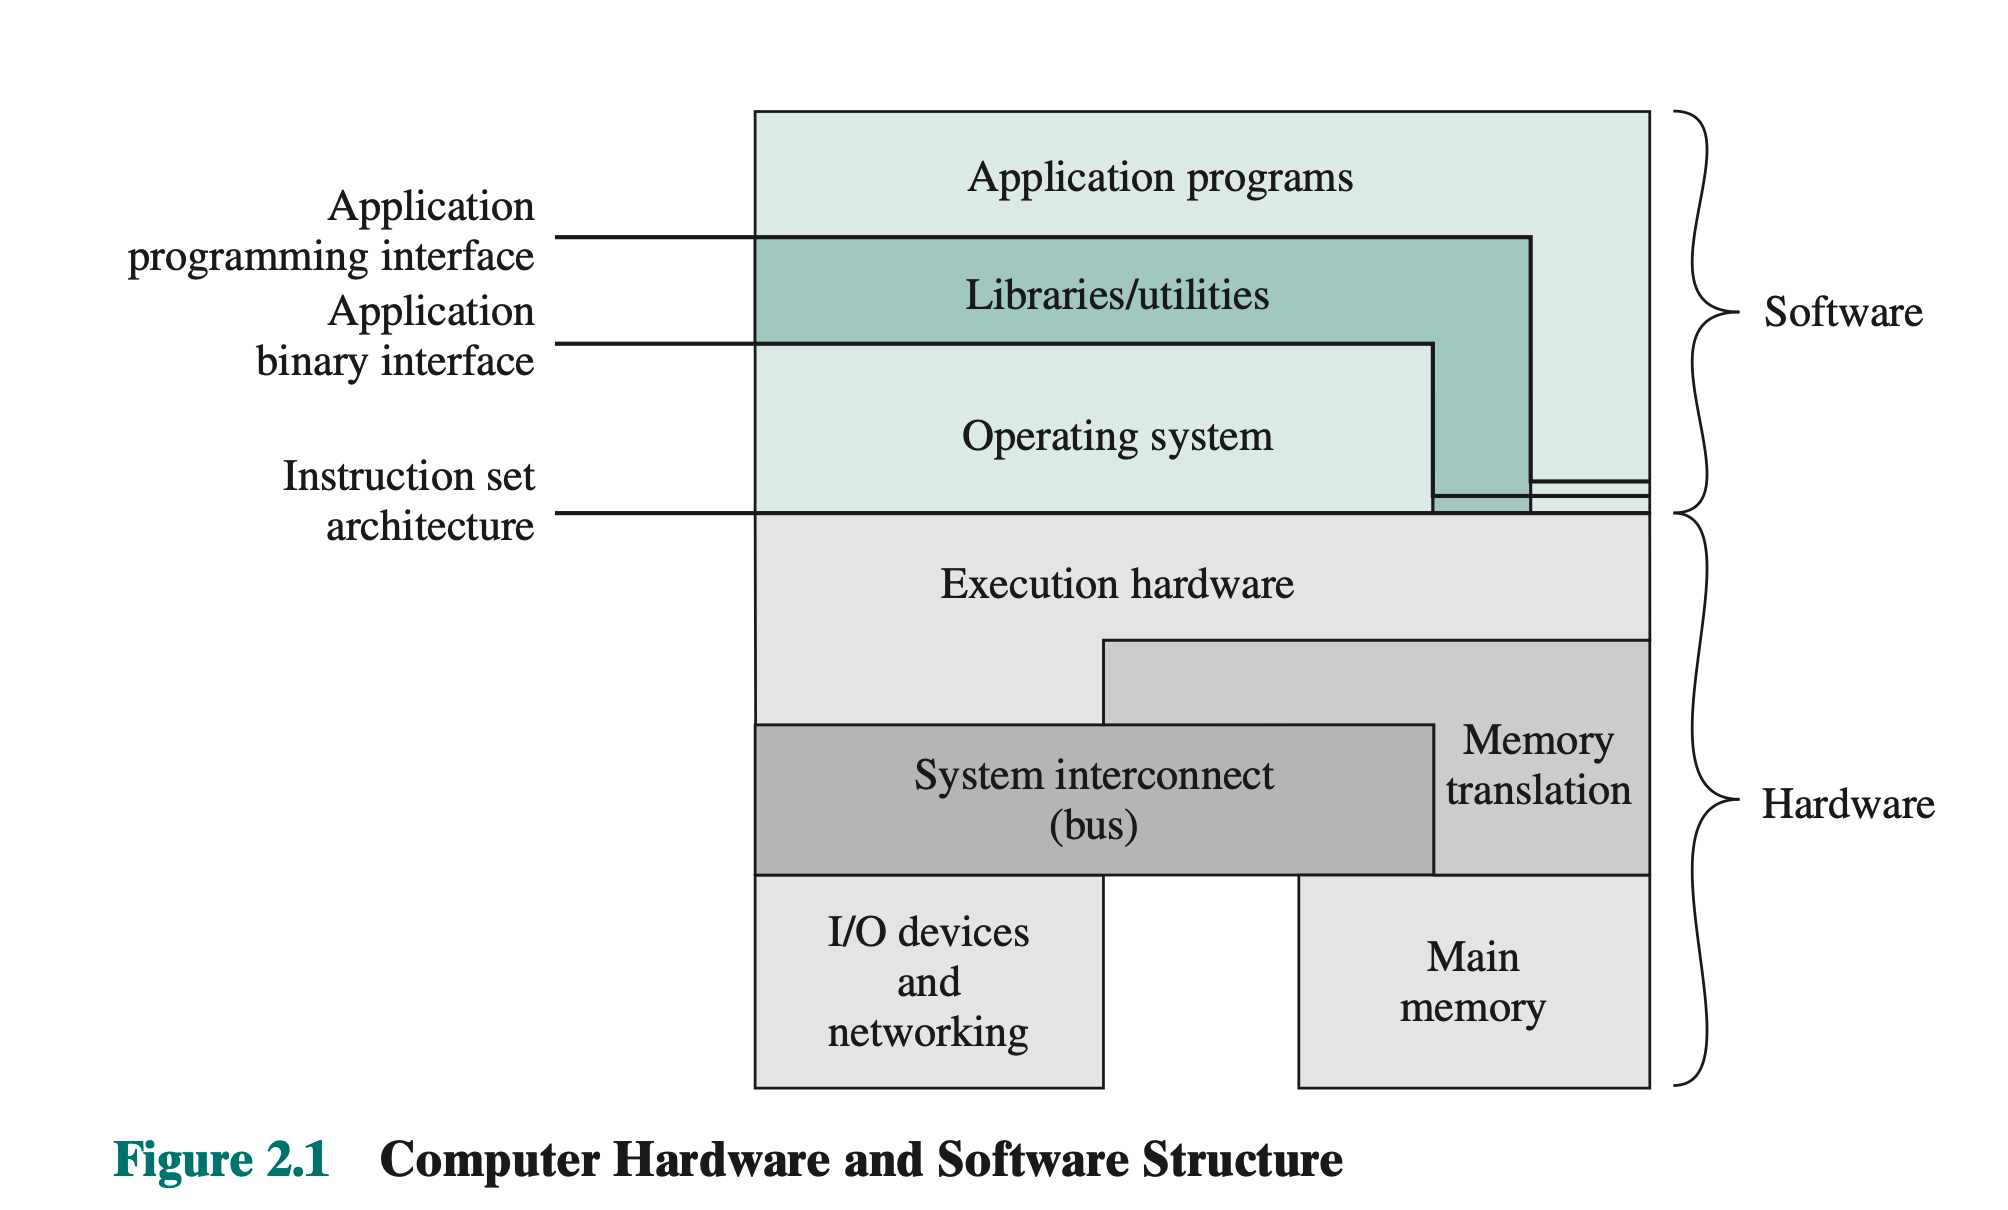 Application programs
Application
programming interface
Libraries/utilities
Application
binary interface
Software
Operating system
Instruction set
architecture
Execution hardware
Memory
translation
System interconnect
(bus)
Hardware
I/O devices
and
networking
Main
memory
Figure 2.1 Computer Hardware and Software Structure